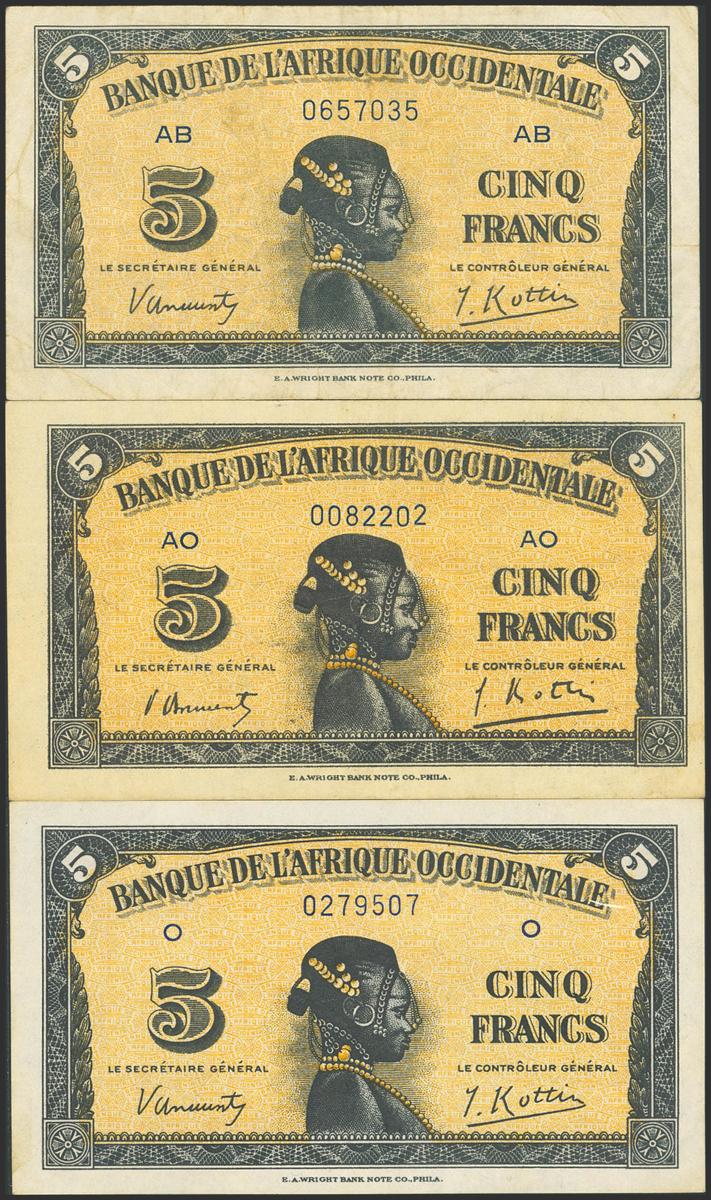 5 5
BANQUE DE L'AFRIQUE OCCIDENTALE
0657035
AB AB
5 CINQ
FRANCS
LE SECRÉTAIRE GÉNÉRAL LE CONTRÔLEUR GÉNÉRAL
E.A.WRIGHT BANK NOTE CO.,PHILA.
5 5
BANQUE DE L'AFRIQUE OCCIDENTALE
0082202
AO AO
5 CINQ
FRANCS
LE SECRÉTAIRE GÉNÉRAL LE CONTRÔLEUR GÉNÉRAL
E.A.WRIGHT BANK NOTE CO.,PHILA.
5 5
BANQUE DE L'AFRIQUE OCCIDENTALE
0279507
O O
5 CINQ
FRANCS
LE SECRÉTAIRE GÉNÉRAL LE CONTRÔLEUR GÉNÉRAL
E.A.WRIGHT BANK NOTE CO.,PHILA.